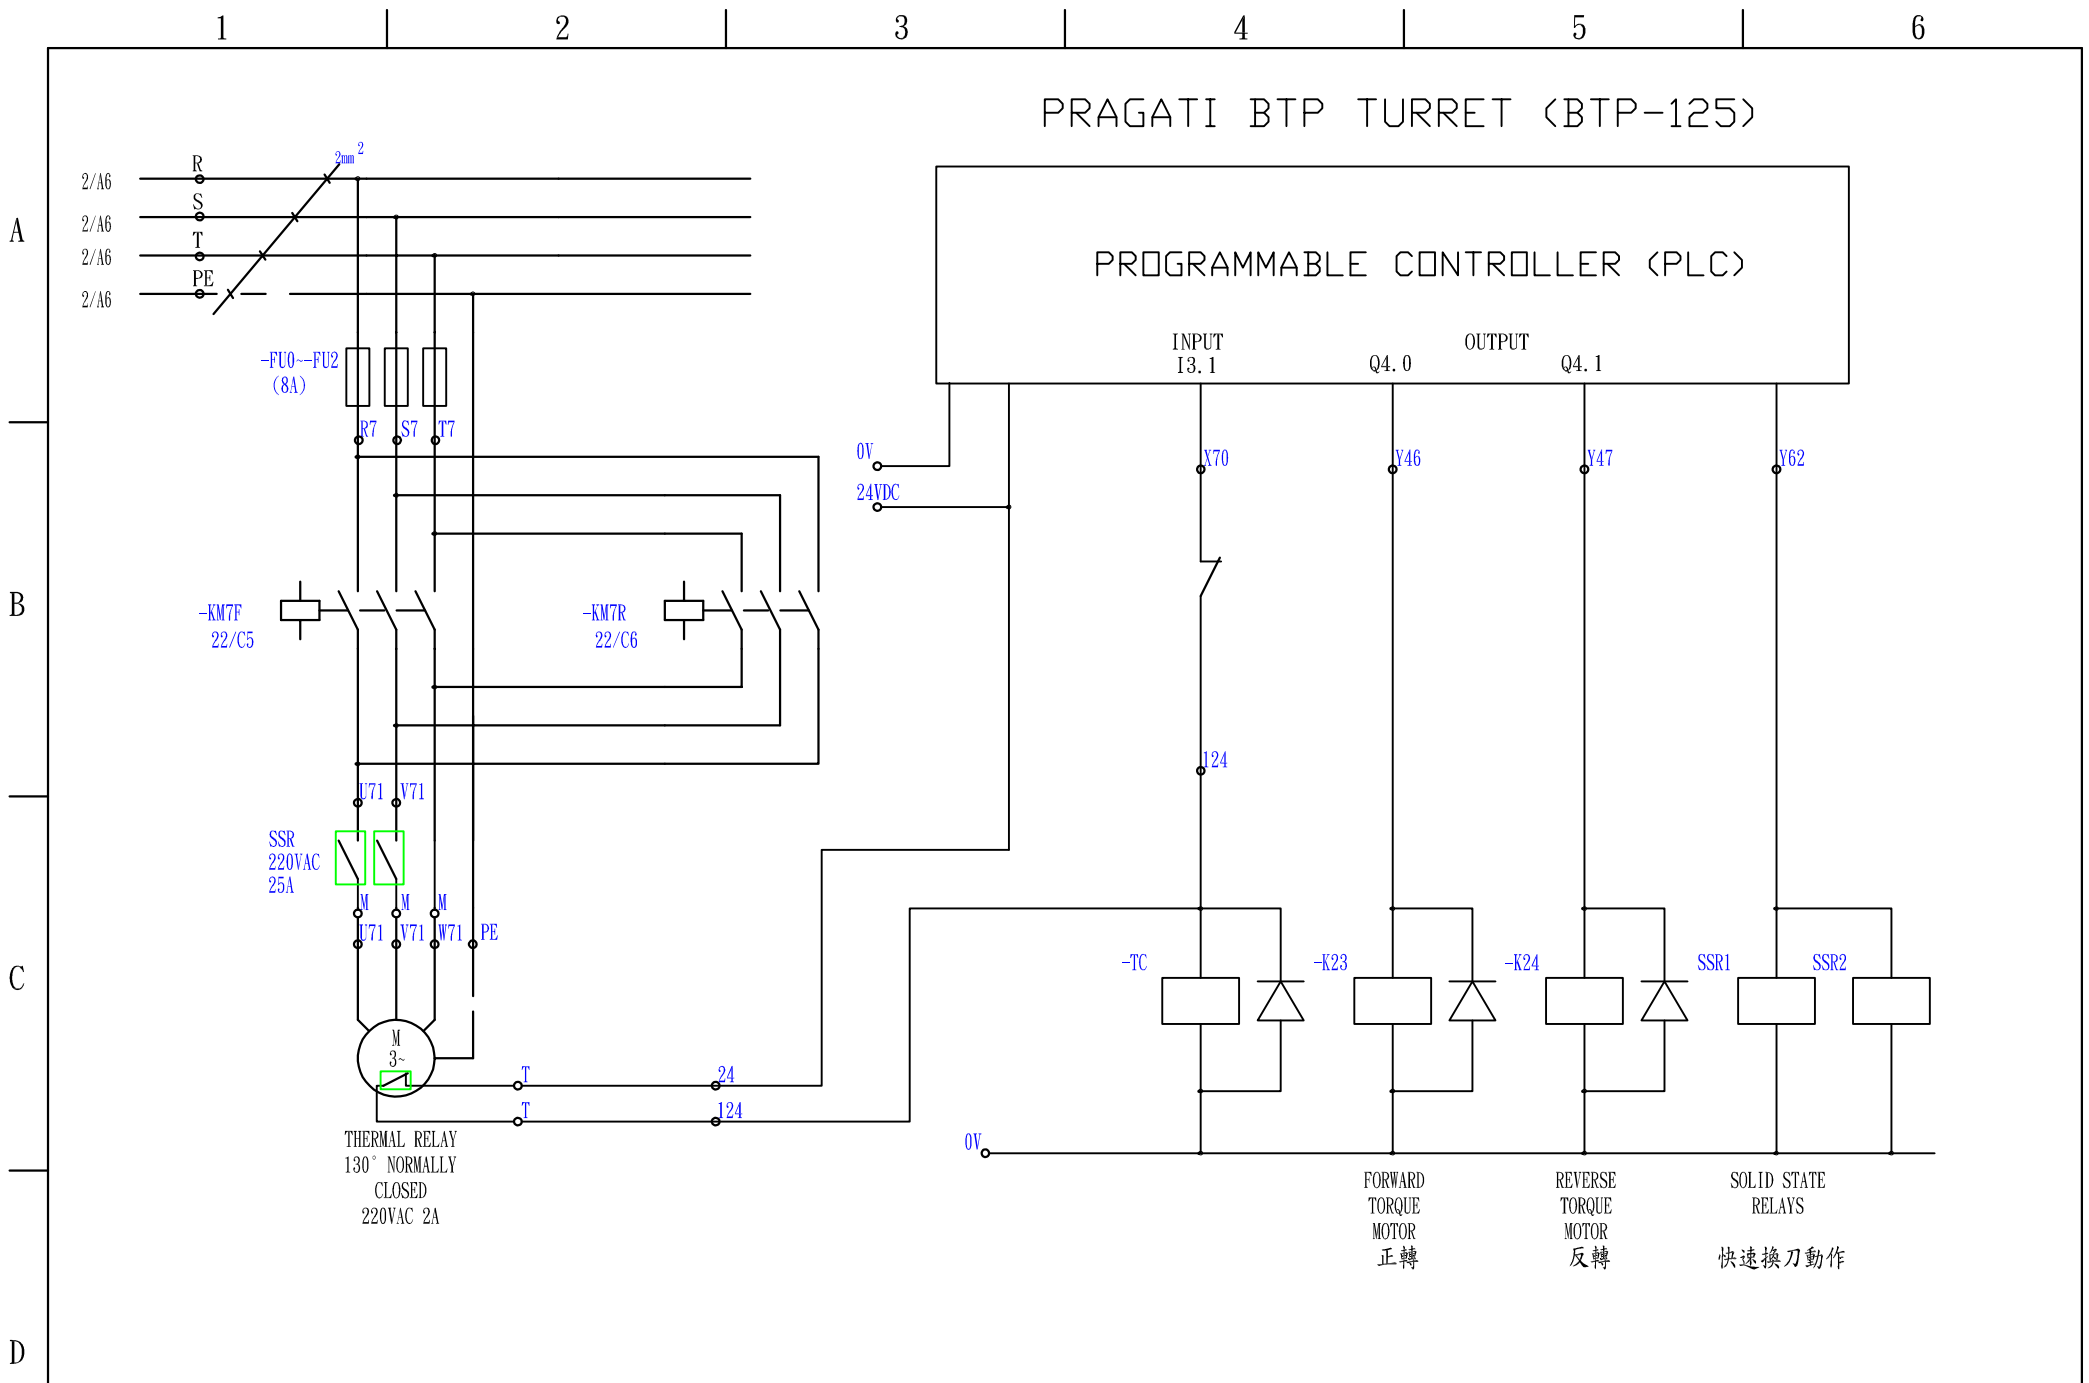 1
2
3
4
5
6
PRAGATI BTP TURRET (BTP-125)
A
B
C
D
2mm²
2/A6
R
2/A6
S
2/A6
T
2/A6
PE
-FU0~-FU2
(8A)
R7
S7
T7
-KM7F
22/C5
-KM7R
22/C6
U71
V71
SSR
220VAC
25A
M
M
M
U71
V71
W71
PE
M
3~
T
24
T
124
THERMAL RELAY
130° NORMALLY
CLOSED
220VAC 2A
PROGRAMMABLE CONTROLLER (PLC)
INPUT
I3.1
OUTPUT
Q4.0
Q4.1
0V
24VDC
X70
Y46
Y47
Y62
124
-TC
-K23
-K24
SSR1
SSR2
0V
FORWARD
TORQUE
MOTOR
正轉
REVERSE
TORQUE
MOTOR
反轉
SOLID STATE
RELAYS
快速換刀動作